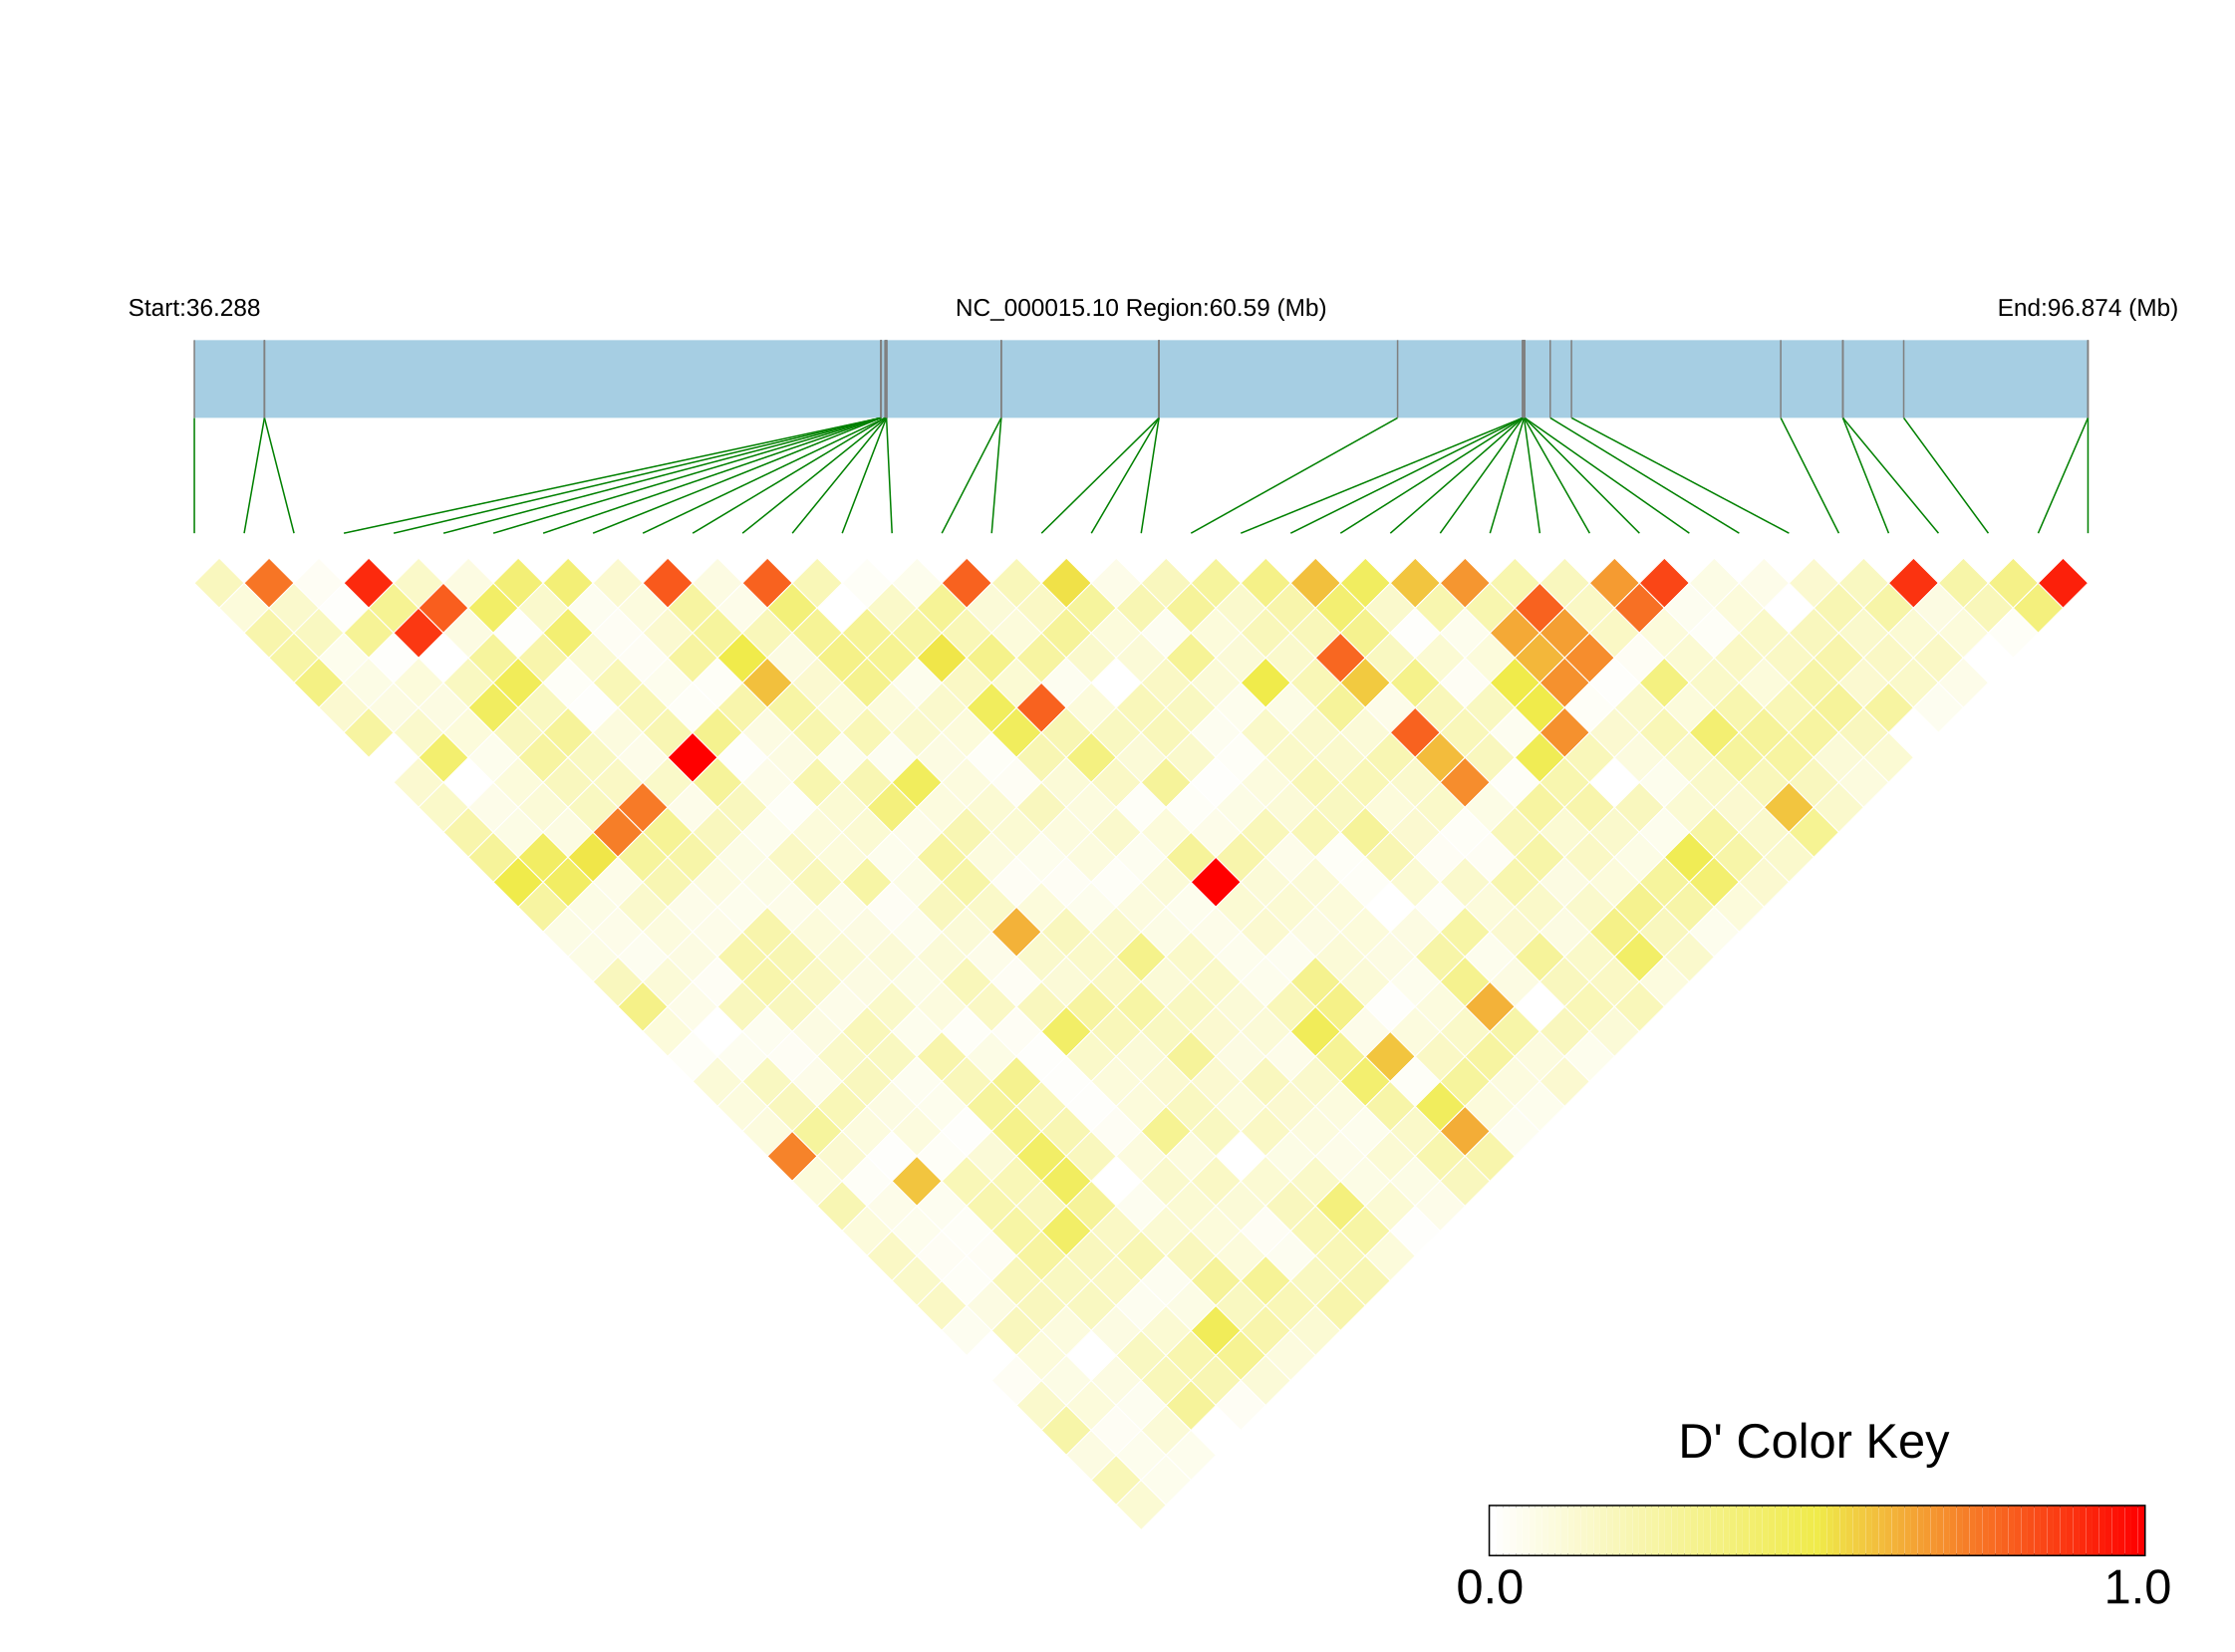 Start:36.288 NC_000015.10 Region:60.59 (Mb) End:96.874 (Mb)
D' Color Key
0.0 1.0